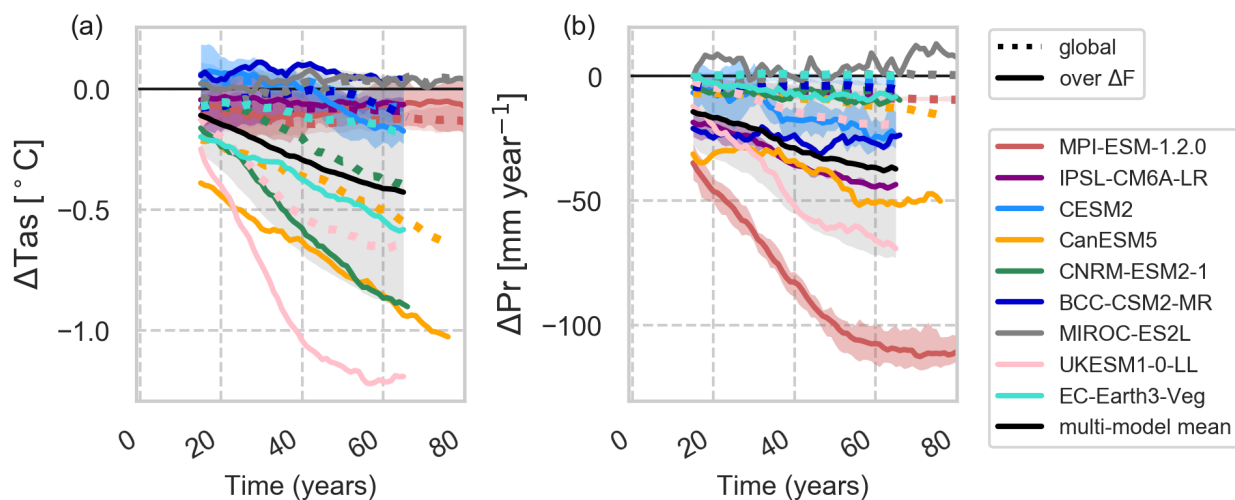 (a)
ΔTas [ ° C]
0.0
−0.5
−1.0
0
20
40
60
80
Time (years)
(b)
ΔPr [mm year⁻¹]
0
−50
−100
0
20
40
60
80
Time (years)
global
over ΔF
MPI-ESM-1.2.0
IPSL-CM6A-LR
CESM2
CanESM5
CNRM-ESM2-1
BCC-CSM2-MR
MIROC-ES2L
UKESM1-0-LL
EC-Earth3-Veg
multi-model mean